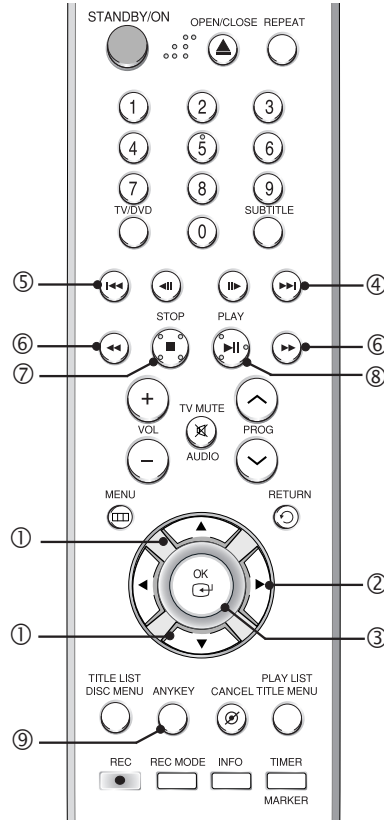 STANDBY/ON
OPEN/CLOSE REPEAT
1 2 3
4 5 6
7 8 9
TV/DVD SUBTITLE
0
⑤ ④
STOP PLAY
⑥ ⑥
⑦ ⑧
+
TV MUTE
VOL PROG
−
AUDIO
MENU RETURN
①
OK
②
③
①
TITLE LIST PLAY LIST
DISC MENU ANYKEY CANCEL TITLE MENU
⑨
REC REC MODE INFO TIMER
MARKER